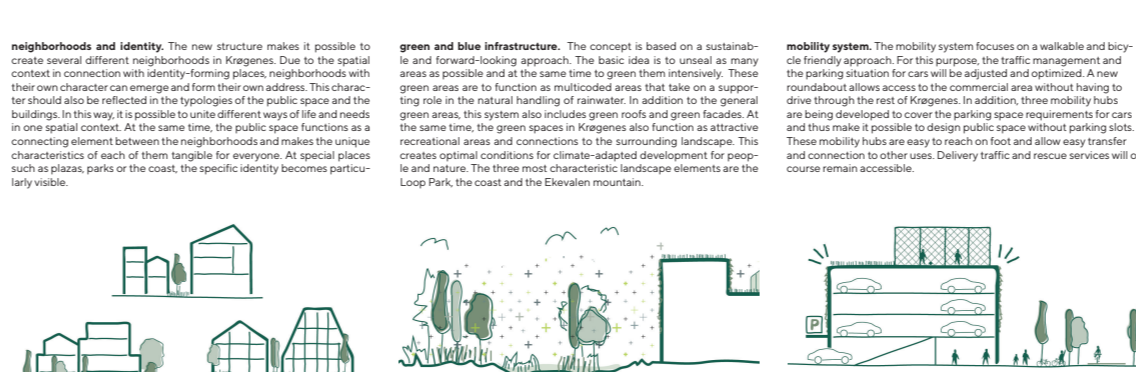 neighborhoods and identity. The new structure makes it possible to
create several different neighborhoods in Krøgenes. Due to the spatial
context in connection with identity-forming places, neighborhoods with
their own character can emerge and form their own address. This charac-
ter should also be reflected in the typologies of the public space and the
buildings. In this way, it is possible to unite different ways of life and needs
in one spatial context. At the same time, the public space functions as a
connecting element between the neighborhoods and makes the unique
characteristics of each of them tangible for everyone. At special places
such as plazas, parks or the coast, the specific identity becomes particu-
larly visible.
green and blue infrastructure. The concept is based on a sustainab-
le and forward-looking approach. The basic idea is to unseal as many
areas as possible and at the same time to green them intensively. These
green areas are to function as multicoded areas that take on a suppor-
ting role in the natural handling of rainwater. In addition to the general
green areas, this system also includes green roofs and green facades. At
the same time, the green spaces in Krøgenes also function as attractive
recreational areas and connections to the surrounding landscape. This
creates optimal conditions for climate-adapted development for peop-
le and nature. The three most characteristic landscape elements are the
Loop Park, the coast and the Ekevalen mountain.
mobility system. The mobility system focuses on a walkable and bicy-
cle friendly approach. For this purpose, the traffic management and
the parking situation for cars will be adjusted and optimized. A new
roundabout allows access to the commercial area without having to
drive through the rest of Krøgenes. In addition, three mobility hubs
are being developed to cover the parking space requirements for cars
and thus make it possible to design public space without parking slots.
These mobility hubs are easy to reach on foot and allow easy transfer
and connection to other uses. Delivery traffic and rescue services will o
course remain accessible.
P